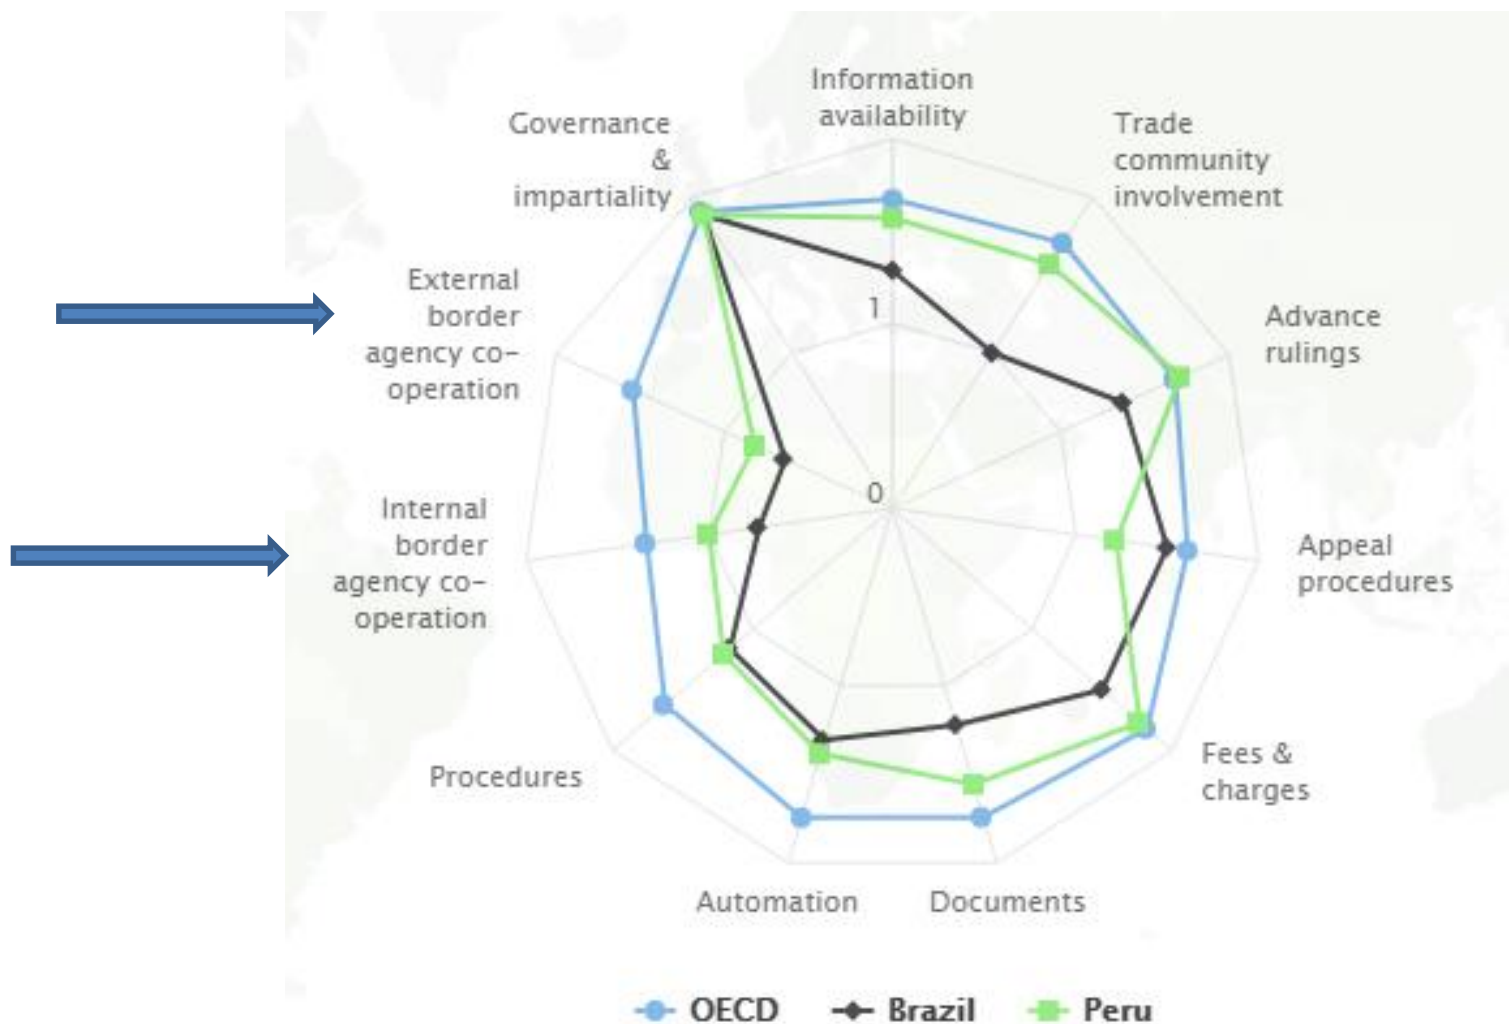 Information
availability
Trade
community
involvement
Advance
rulings
Appeal
procedures
Fees &
charges
Documents
Automation
Procedures
Internal
border
agency co-
operation
External
border
agency co-
operation
Governance
&
impartiality
1
0
OECD
Brazil
Peru